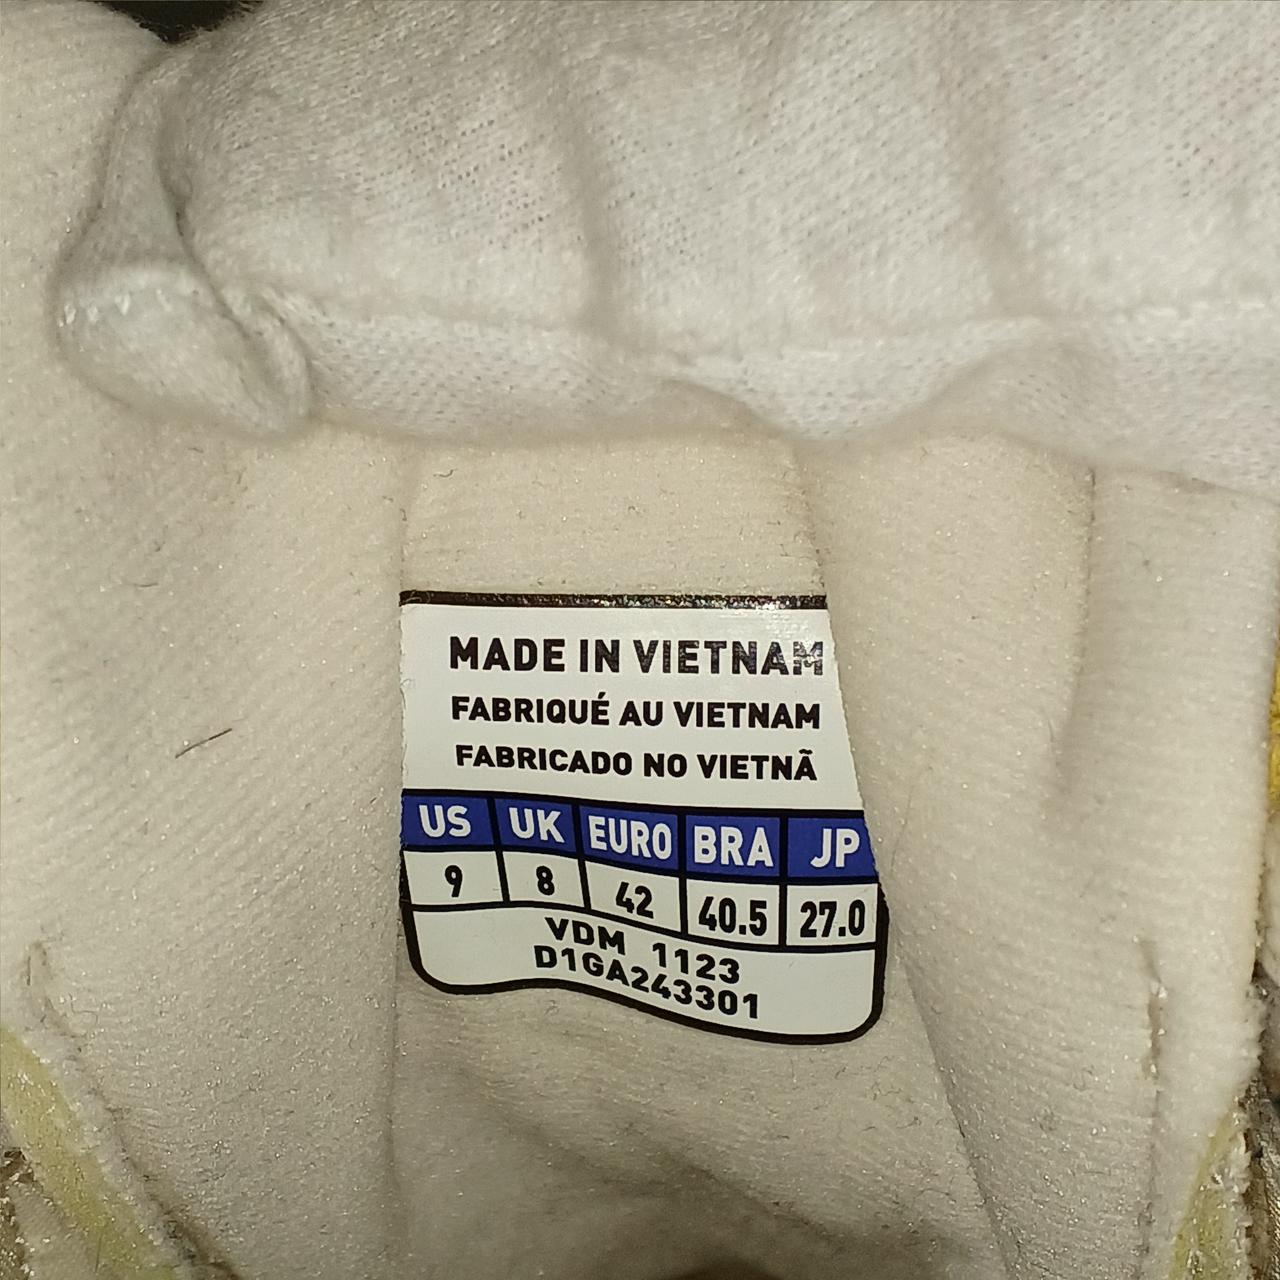 MADE IN VIETNAM
FABRIQUÉ AU VIETNAM
FABRICADO NO VIETNÃ
US UK EURO BRA JP
9 8 42 40.5 27.0
VDM 1123
D1GA243301